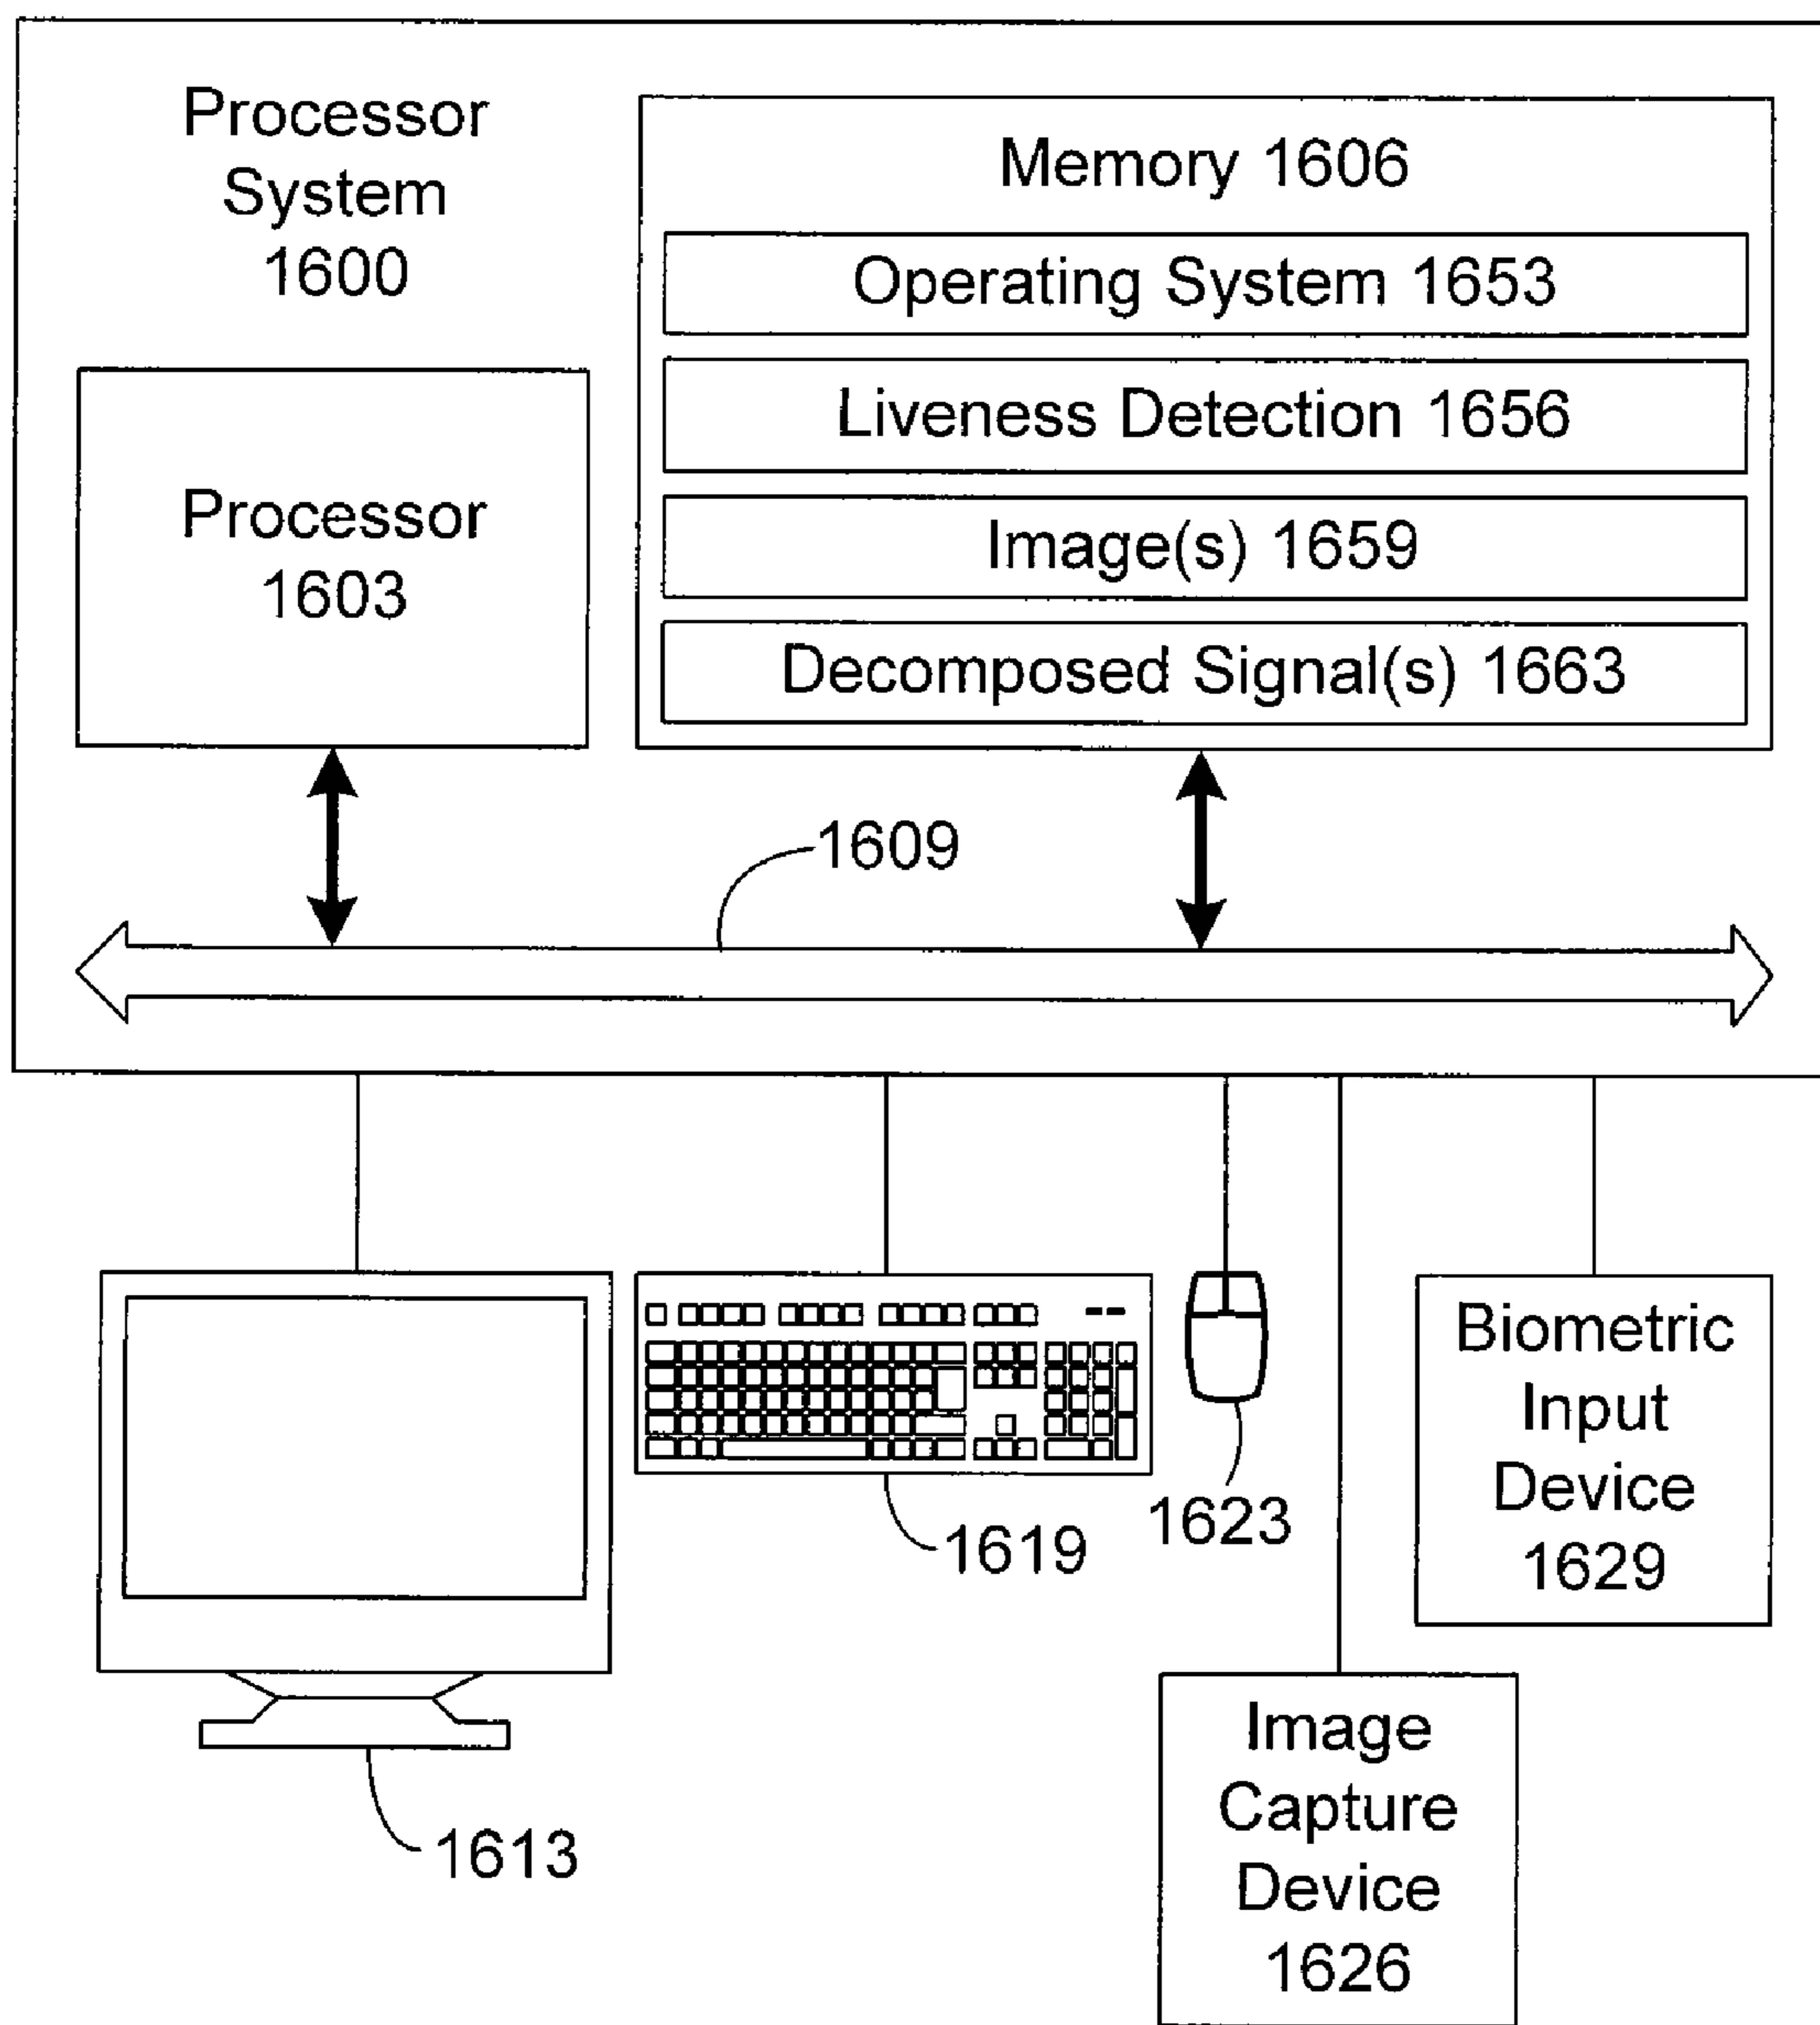 Processor
System
1600
Memory 1606
Operating System 1653
Liveness Detection 1656
Image(s) 1659
Decomposed Signal(s) 1663
Processor
1603
1609
Biometric
Input
Device
1629
1623
1619
Image
Capture
Device
1626
1613